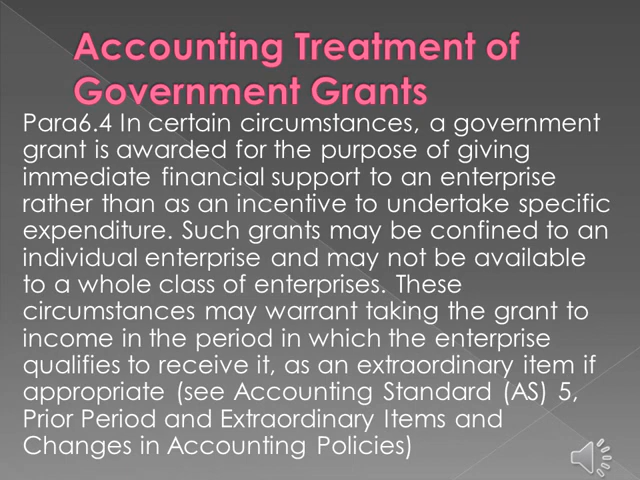 Accounting Treatment of
Government Grants
Para6.4 In certain circumstances, a government
grant is awarded for the purpose of giving
immediate financial support to an enterprise
rather than as an incentive to undertake specific
expenditure. Such grants may be confined to an
individual enterprise and may not be available
to a whole class of enterprises. These
circumstances may warrant taking the grant to
income in the period in which the enterprise
qualifies to receive it, as an extraordinary item if
appropriate (see Accounting Standard (AS) 5,
Prior Period and Extraordinary Items and
Changes in Accounting Policies)